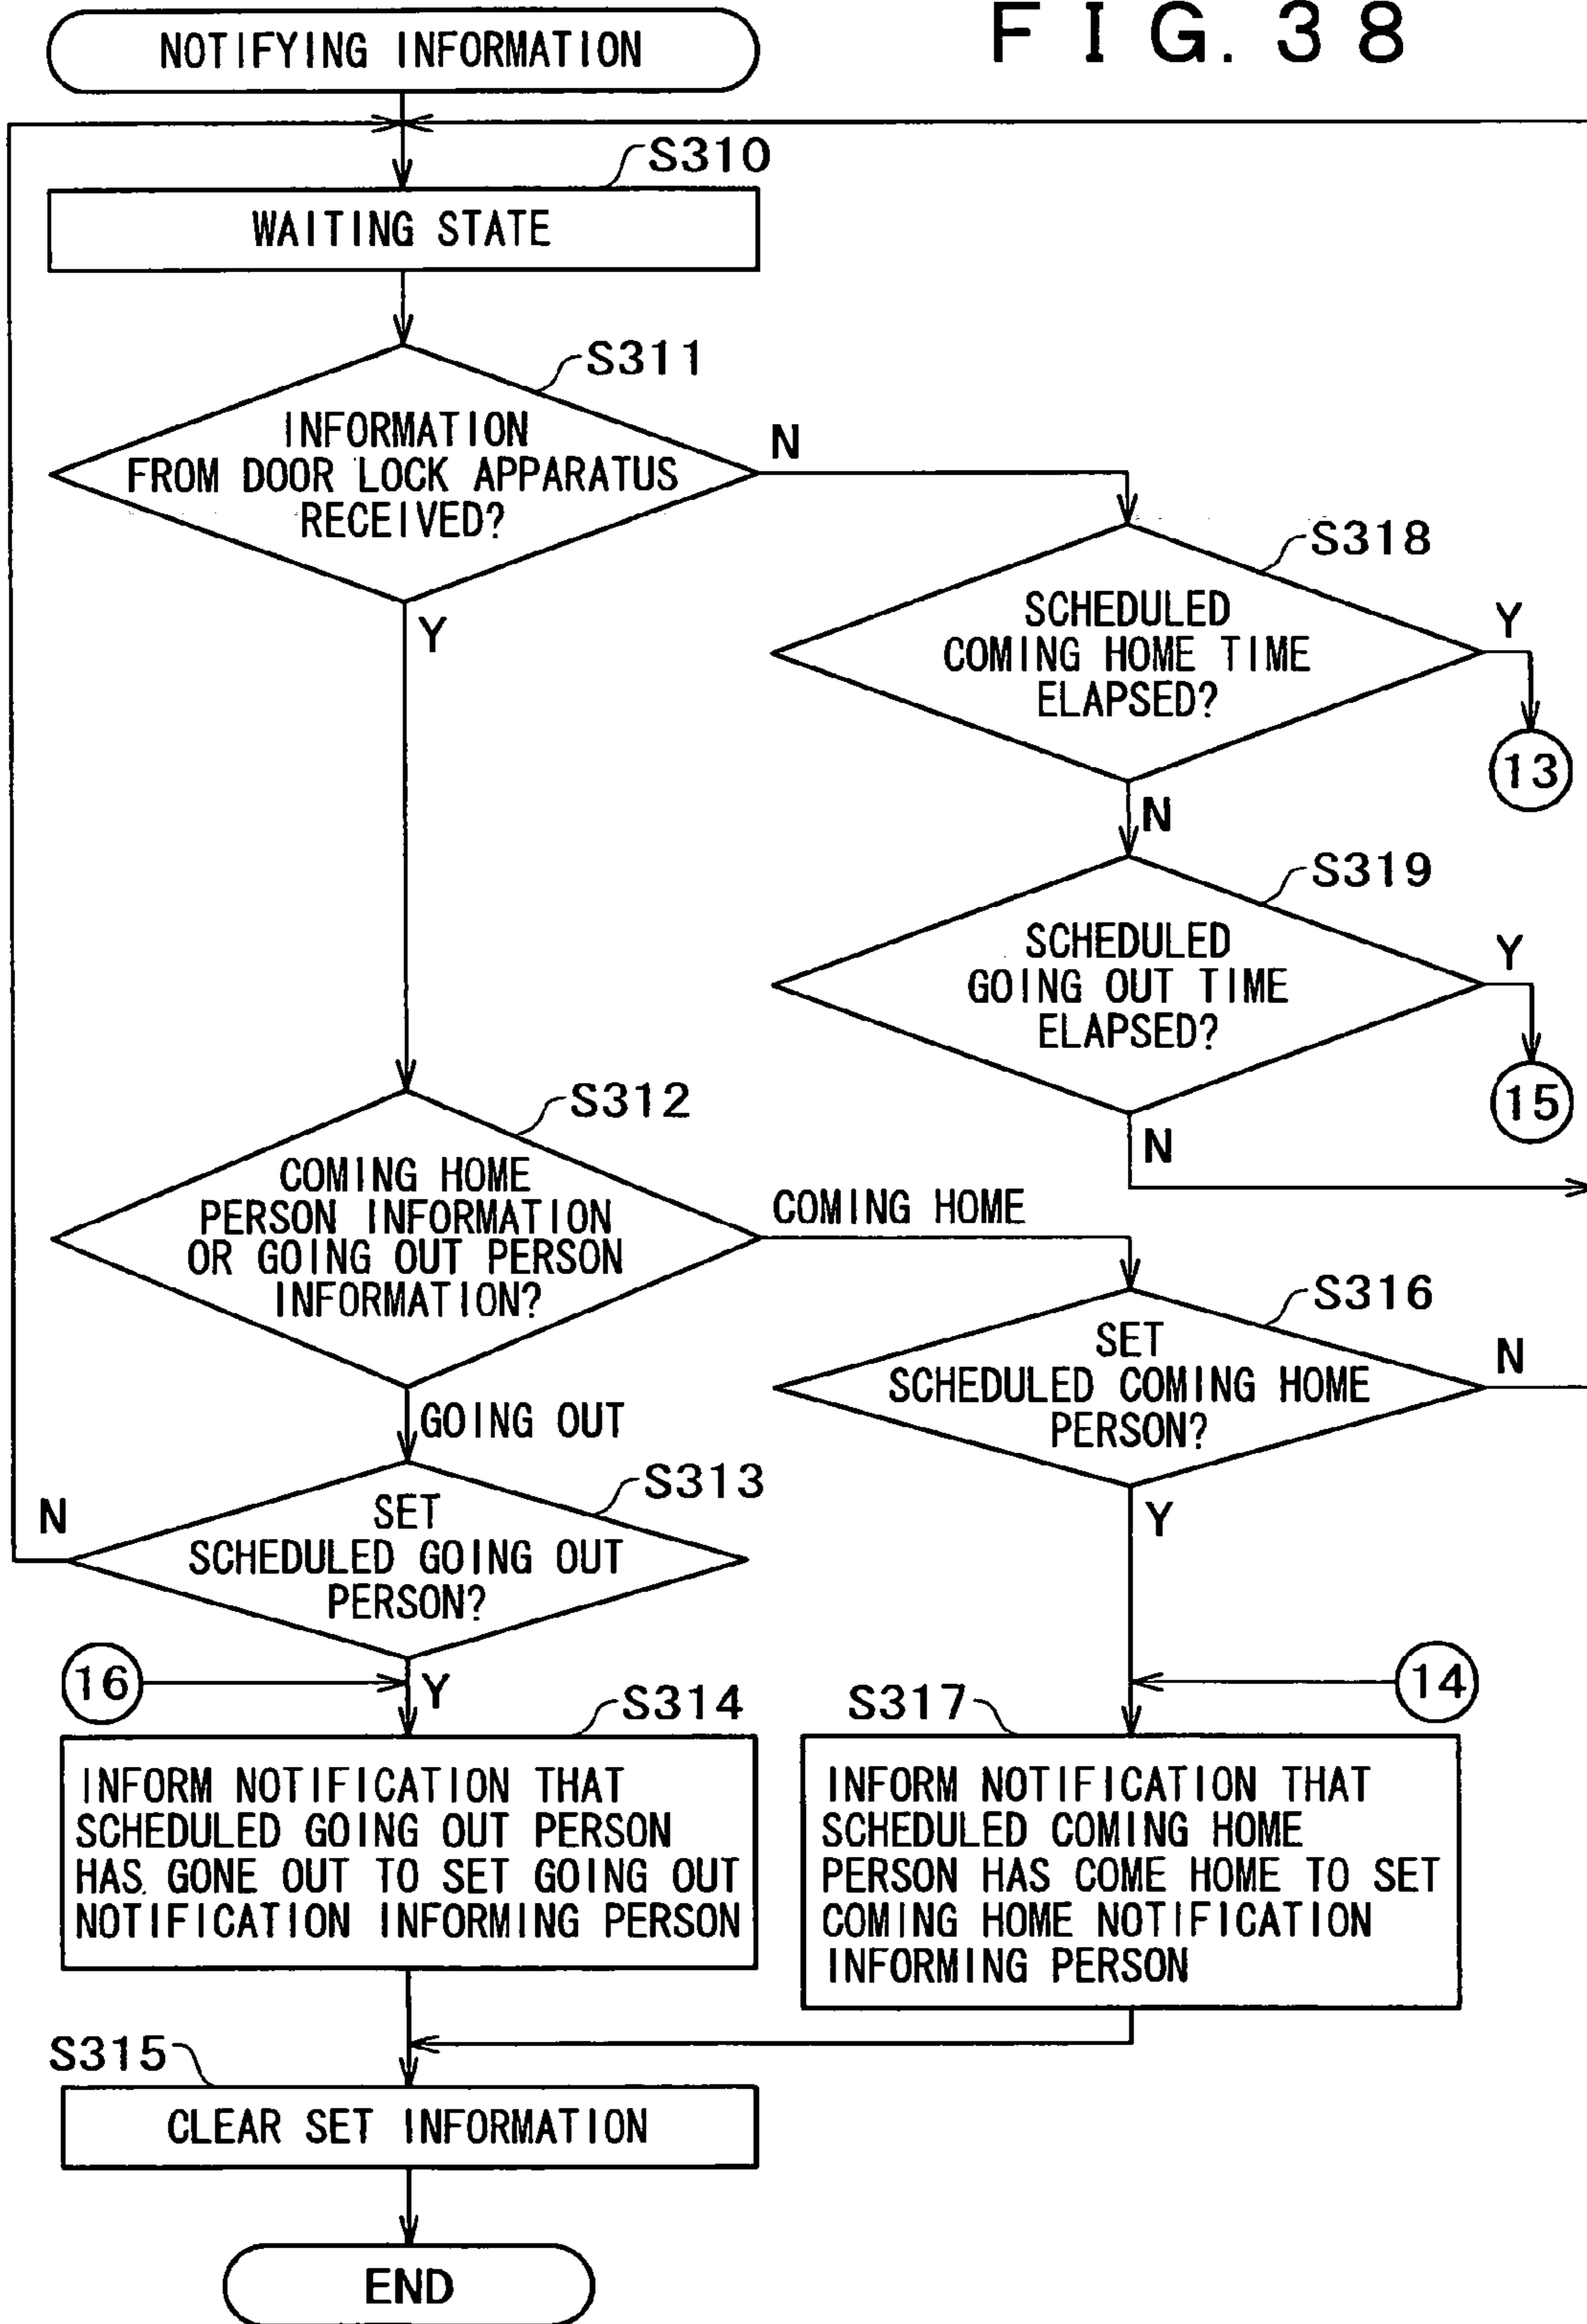 FIG. 38
NOTIFYING INFORMATION
S310
WAITING STATE
S311
INFORMATION
FROM DOOR LOCK APPARATUS
RECEIVED?
N
Y
S318
SCHEDULED
COMING HOME TIME
ELAPSED?
Y
13
N
S319
SCHEDULED
GOING OUT TIME
ELAPSED?
Y
15
N
S312
COMING HOME
PERSON INFORMATION
OR GOING OUT PERSON
INFORMATION?
COMING HOME
GOING OUT
S316
SET
SCHEDULED COMING HOME
PERSON?
N
Y
S313
SET
SCHEDULED GOING OUT
PERSON?
N
Y
16
14
S314
INFORM NOTIFICATION THAT
SCHEDULED GOING OUT PERSON
HAS GONE OUT TO SET GOING OUT
NOTIFICATION INFORMING PERSON
S317
INFORM NOTIFICATION THAT
SCHEDULED COMING HOME
PERSON HAS COME HOME TO SET
COMING HOME NOTIFICATION
INFORMING PERSON
S315
CLEAR SET INFORMATION
END